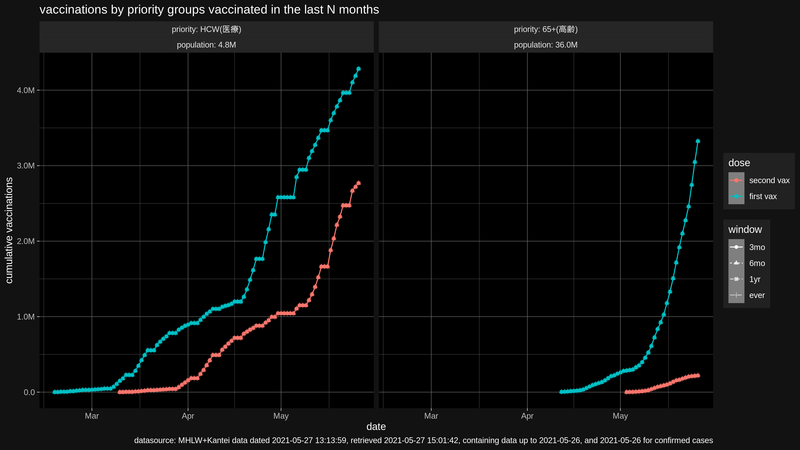 vaccinations by priority groups vaccinated in the last N months
priority: HCW(医療)
population: 4.8M
priority: 65+(高齢)
population: 36.0M
cumulative vaccinations
4.0M
3.0M
2.0M
1.0M
0.0
Mar
Apr
May
Mar
Apr
May
date
dose
second vax
first vax
window
3mo
6mo
1yr
ever
datasource: MHLW+Kantei data dated 2021-05-27 13:13:59, retrieved 2021-05-27 15:01:42, containing data up to 2021-05-26, and 2021-05-26 for confirmed cases